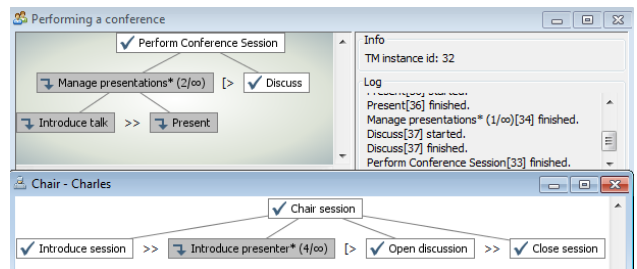 Performing a conference
Perform Conference Session
Manage presentations* (2/∞) [> Discuss
Introduce talk >> Present
Info
TM instance id: 32
Log
Present[36] finished.
Manage presentations* (1/∞)[34] finished.
Discuss[37] started.
Discuss[37] finished.
Perform Conference Session[33] finished.
Chair - Charles
Chair session
Introduce session >> Introduce presenter* (4/∞) [> Open discussion >> Close session